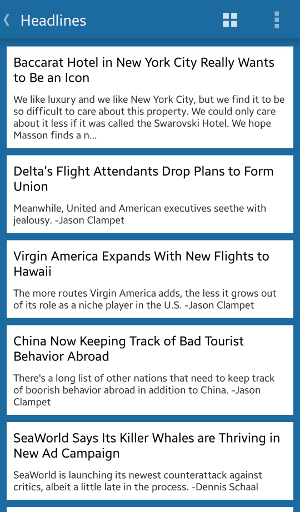 Headlines
Baccarat Hotel in New York City Really Wants
to Be an Icon
We like luxury and we like New York City, but we find it to be
so difficult to care about this property. We could only care
about it less if it was called the Swarovski Hotel. We hope
Masson finds a n...
Delta's Flight Attendants Drop Plans to Form
Union
Meanwhile, United and American executives seethe with
jealousy. -Jason Clampet
Virgin America Expands With New Flights to
Hawaii
The more routes Virgin America adds, the less it grows out
of its role as a niche player in the U.S. -Jason Clampet
China Now Keeping Track of Bad Tourist
Behavior Abroad
There's a long list of other nations that need to keep track
of boorish behavior abroad in addition to China. -Jason
Clampet
SeaWorld Says Its Killer Whales are Thriving in
New Ad Campaign
SeaWorld is launching its newest counterattack against
critics, albeit a little late in the process. -Dennis Schaal